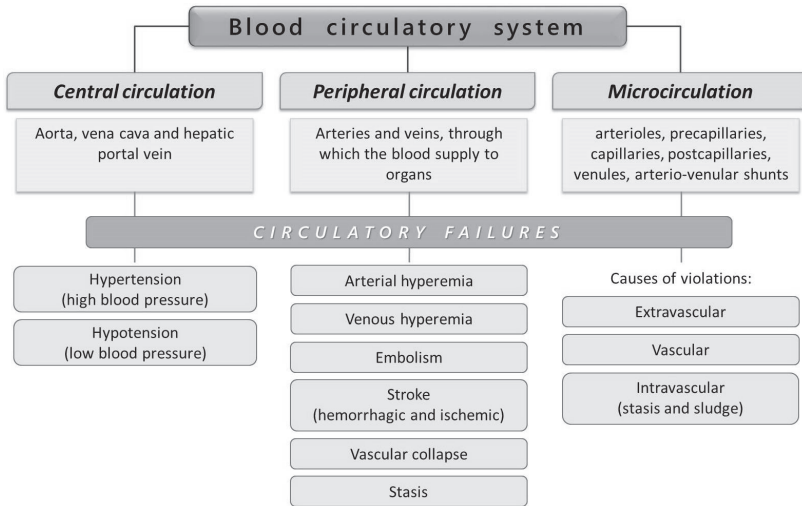 Blood circulatory system
Central circulation
Aorta, vena cava and hepatic
portal vein
Peripheral circulation
Arteries and veins, through
which the blood supply to
organs
Microcirculation
arterioles, precapillaries,
capillaries, postcapillaries,
venules, arterio-venular shunts
CIRCULATORY FAILURES
Hypertension
(high blood pressure)
Hypotension
(low blood pressure)
Arterial hyperemia
Venous hyperemia
Embolism
Stroke
(hemorrhagic and ischemic)
Vascular collapse
Stasis
Causes of violations:
Extravascular
Vascular
Intravascular
(stasis and sludge)